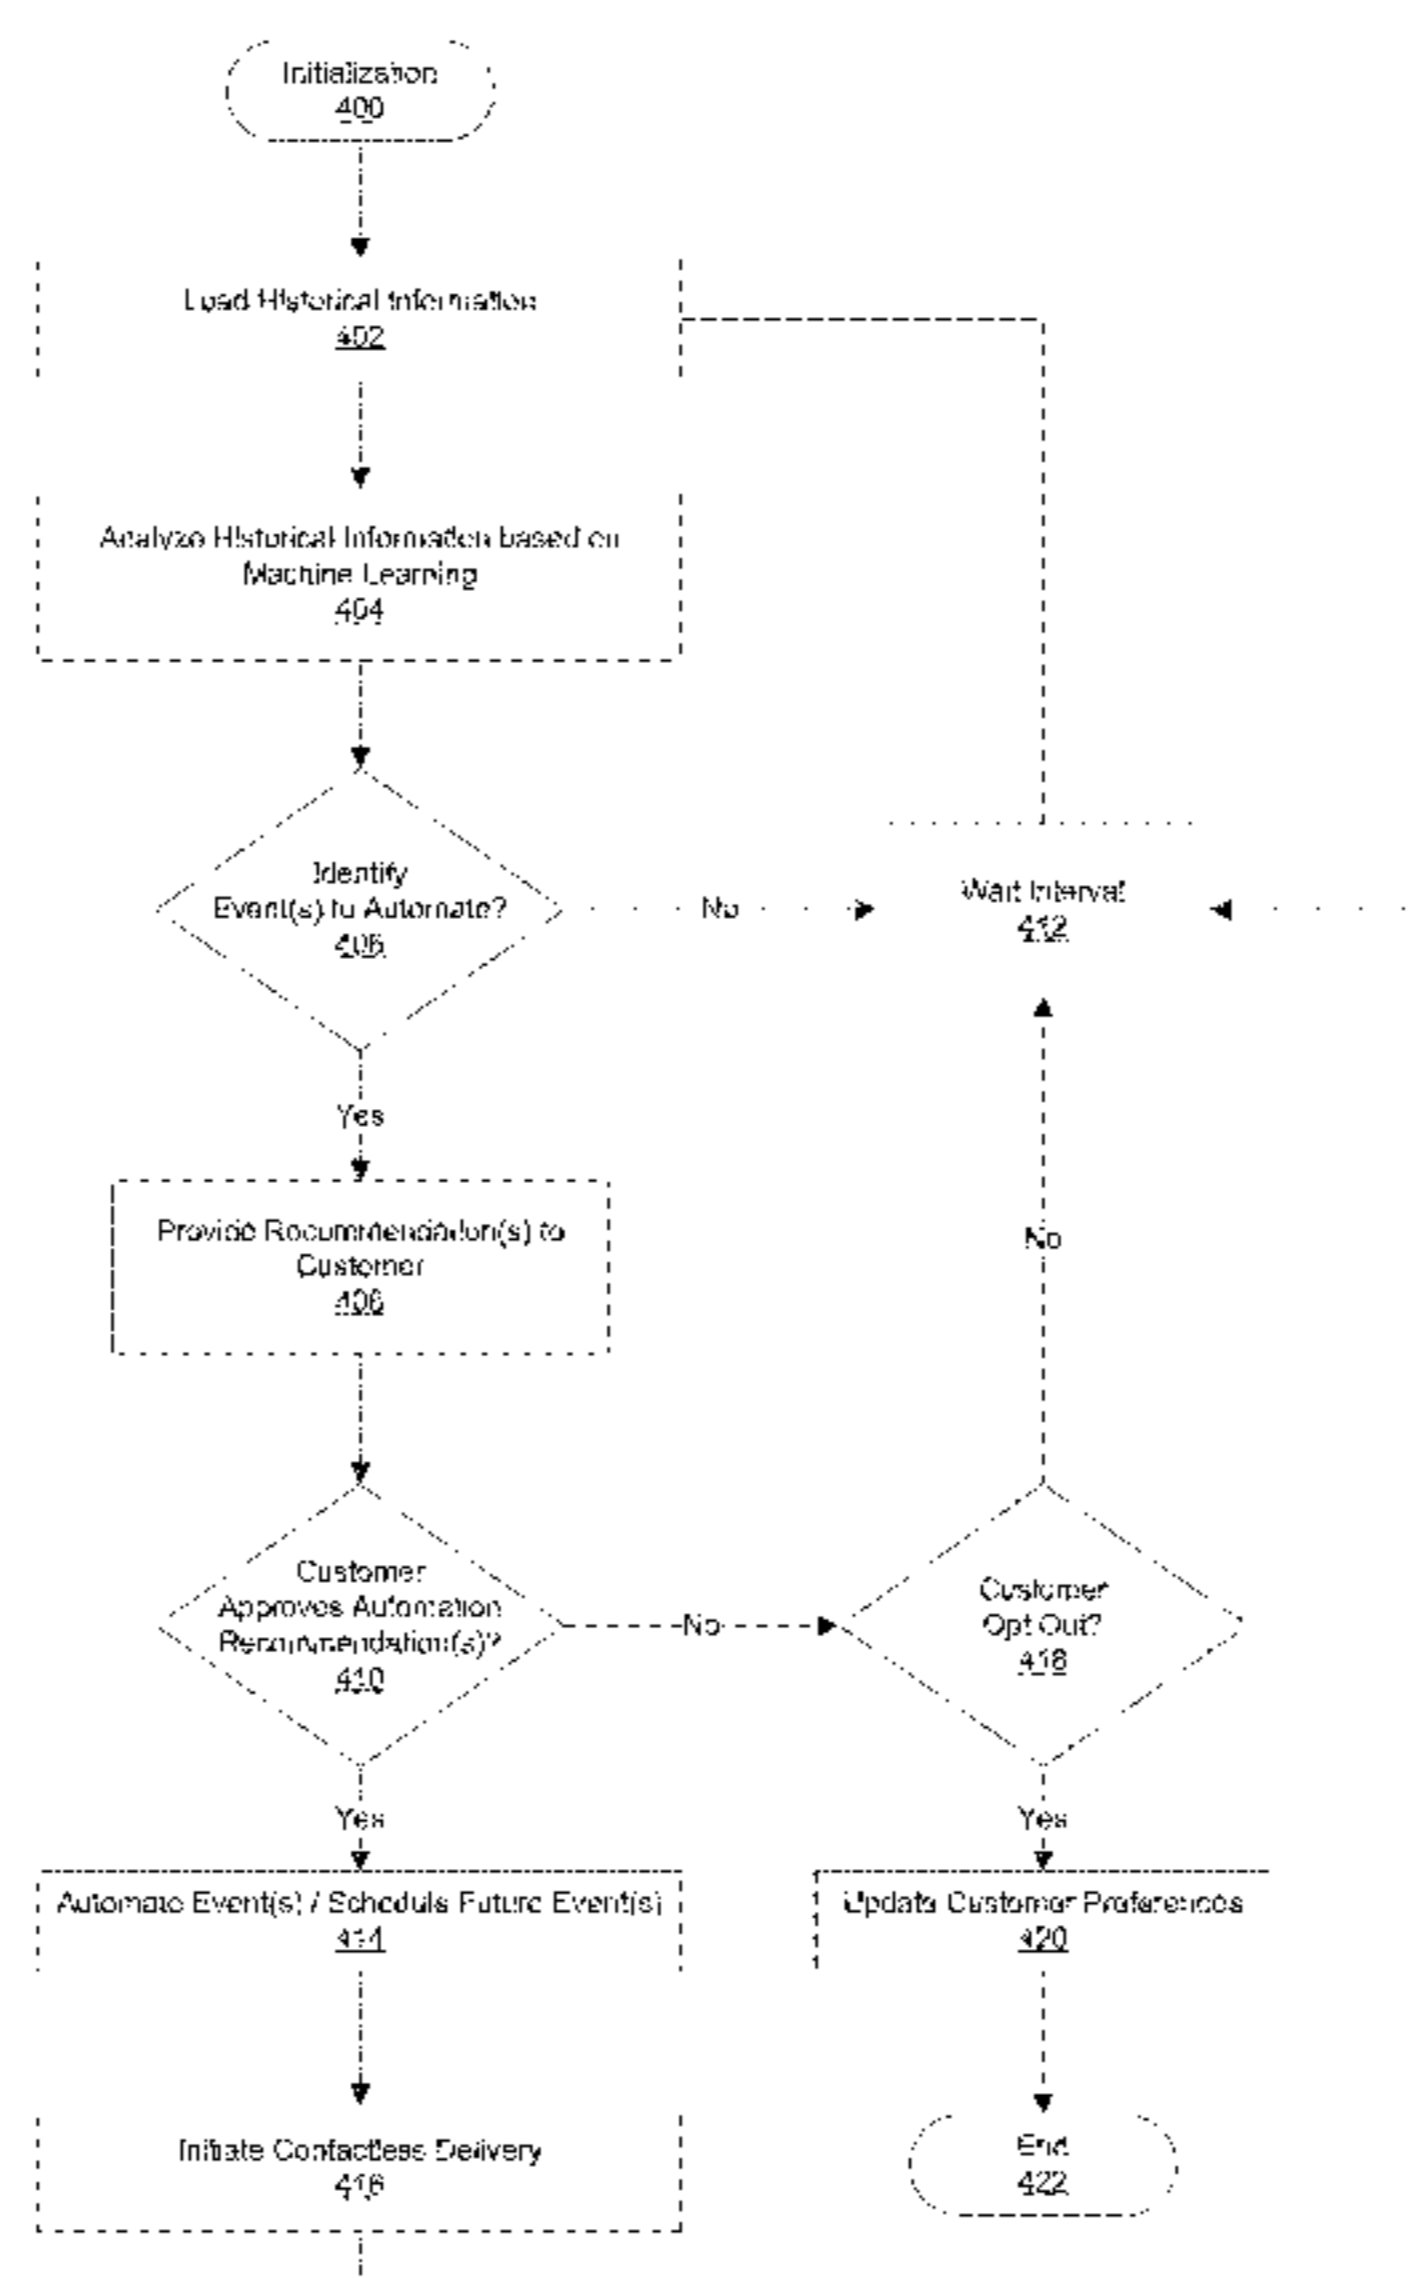 Initialization
400
Load Historical Information
402
Analyze Historical Information based on
Machine Learning
404
Identify
Event(s) to Automate?
406
No
Wait Interval
412
Yes
Provide Recommendation(s) to
Customer
408
No
Customer
Approves Automation
Recommendation(s)?
410
No
Customer
Opt Out?
418
Yes
Yes
Automate Event(s) / Schedule Future Event(s)
414
Update Customer Preferences
420
Initiate Contactless Delivery
416
End
422